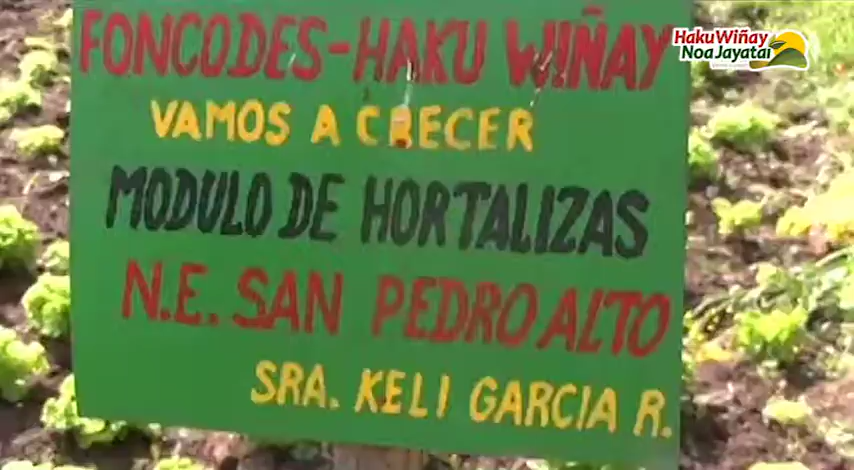 FONCODES-HAKU WIÑAY
VAMOS A CRECER
MODULO DE HORTALIZAS
N.E. SAN PEDRO ALTO
SRA. KELI GARCIA R.
Haku Wiñay
Noa Jayatai